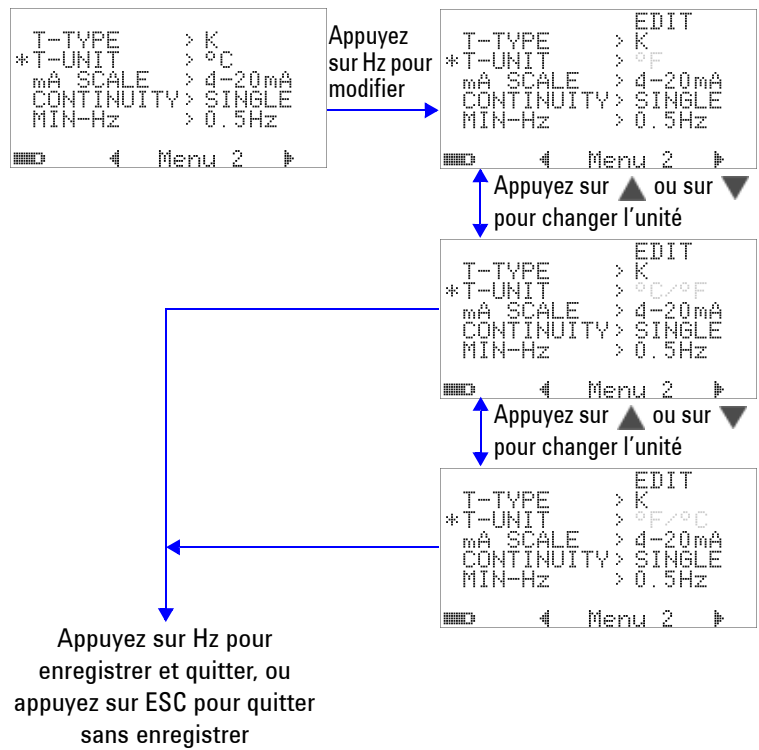 T-TYPE > K
*T-UNIT > °C
mA SCALE > 4-20mA
CONTINUITY> SINGLE
MIN-Hz > 0.5Hz
Menu 2
Appuyez
sur Hz pour
modifier
EDIT
T-TYPE > K
*T-UNIT > °F
mA SCALE > 4-20mA
CONTINUITY> SINGLE
MIN-Hz > 0.5Hz
Menu 2
Appuyez sur ▲ ou sur ▼
pour changer l'unité
EDIT
T-TYPE > K
*T-UNIT > °C/°F
mA SCALE > 4-20mA
CONTINUITY> SINGLE
MIN-Hz > 0.5Hz
Menu 2
Appuyez sur ▲ ou sur ▼
pour changer l'unité
EDIT
T-TYPE > K
*T-UNIT > °F/°C
mA SCALE > 4-20mA
CONTINUITY> SINGLE
MIN-Hz > 0.5Hz
Menu 2
Appuyez sur Hz pour
enregistrer et quitter, ou
appuyez sur ESC pour quitter
sans enregistrer